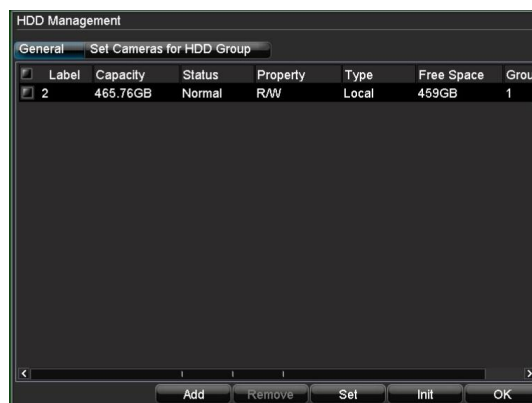 HDD Management
General Set Cameras for HDD Group
Label Capacity Status Property Type Free Space Grou
2 465.76GB Normal R/W Local 459GB 1
Add Remove Set Init OK